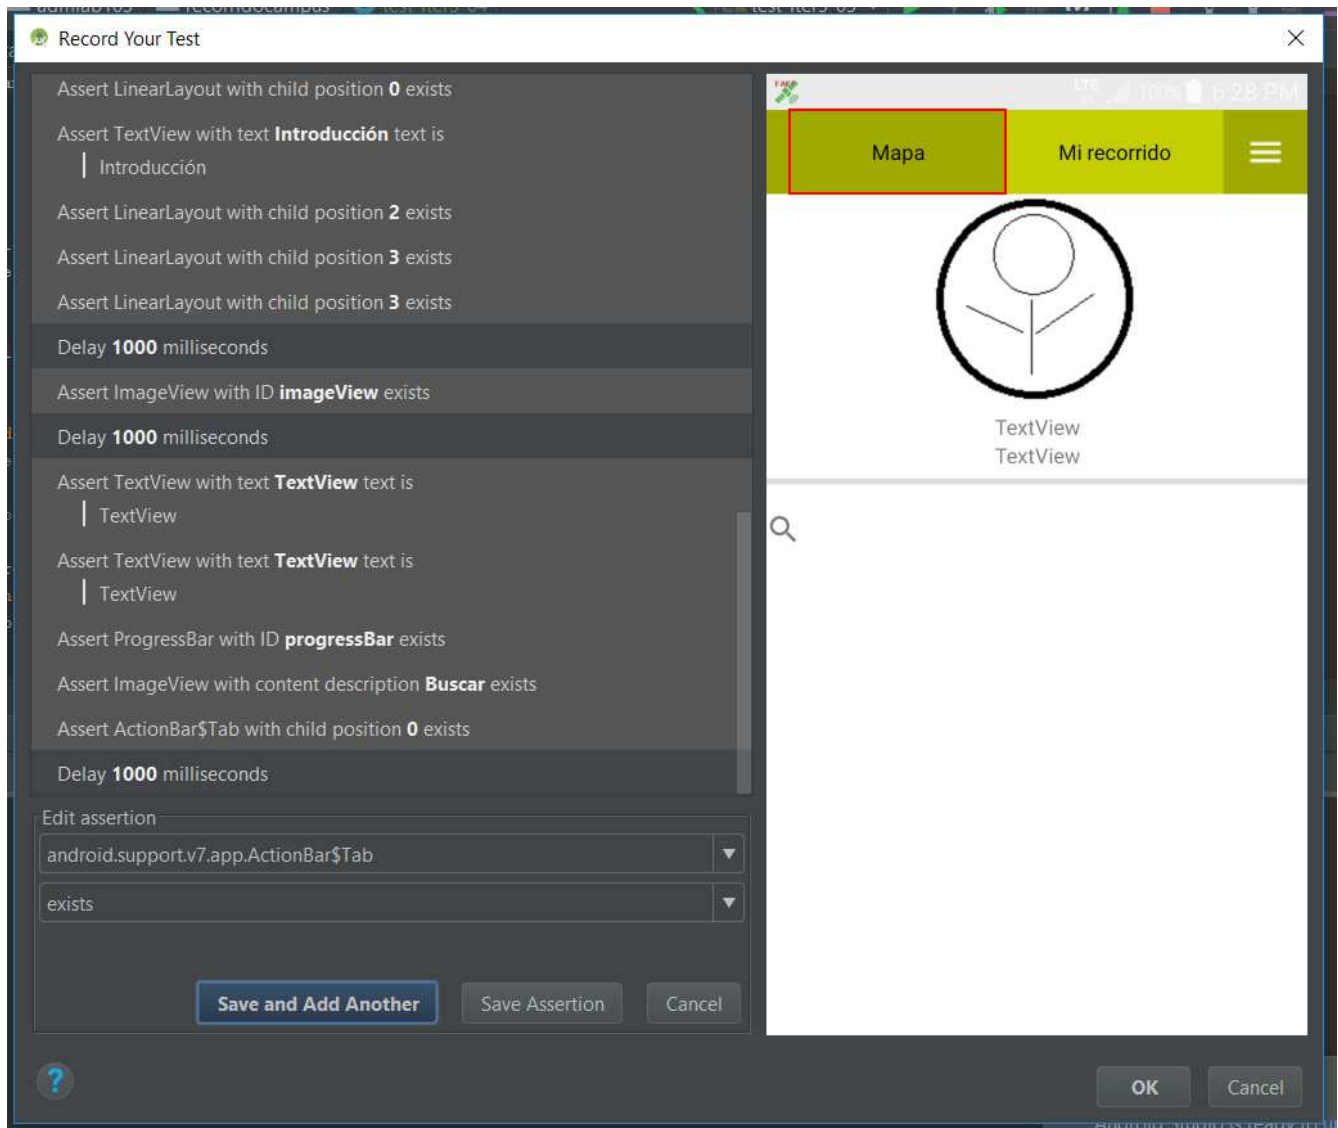 Record Your Test
Assert LinearLayout with child position 0 exists
Assert TextView with text Introducción text is
Introducción
Assert LinearLayout with child position 2 exists
Assert LinearLayout with child position 3 exists
Assert LinearLayout with child position 3 exists
Delay 1000 milliseconds
Assert ImageView with ID imageView exists
Delay 1000 milliseconds
Assert TextView with text TextView text is
TextView
Assert TextView with text TextView text is
TextView
Assert ProgressBar with ID progressBar exists
Assert ImageView with content description Buscar exists
Assert ActionBar$Tab with child position 0 exists
Delay 1000 milliseconds
Edit assertion
android.support.v7.app.ActionBar$Tab
exists
Save and Add Another
Save Assertion
Cancel
LTE 100% 6:28 PM
Mapa
Mi recorrido
TextView
TextView
OK
Cancel